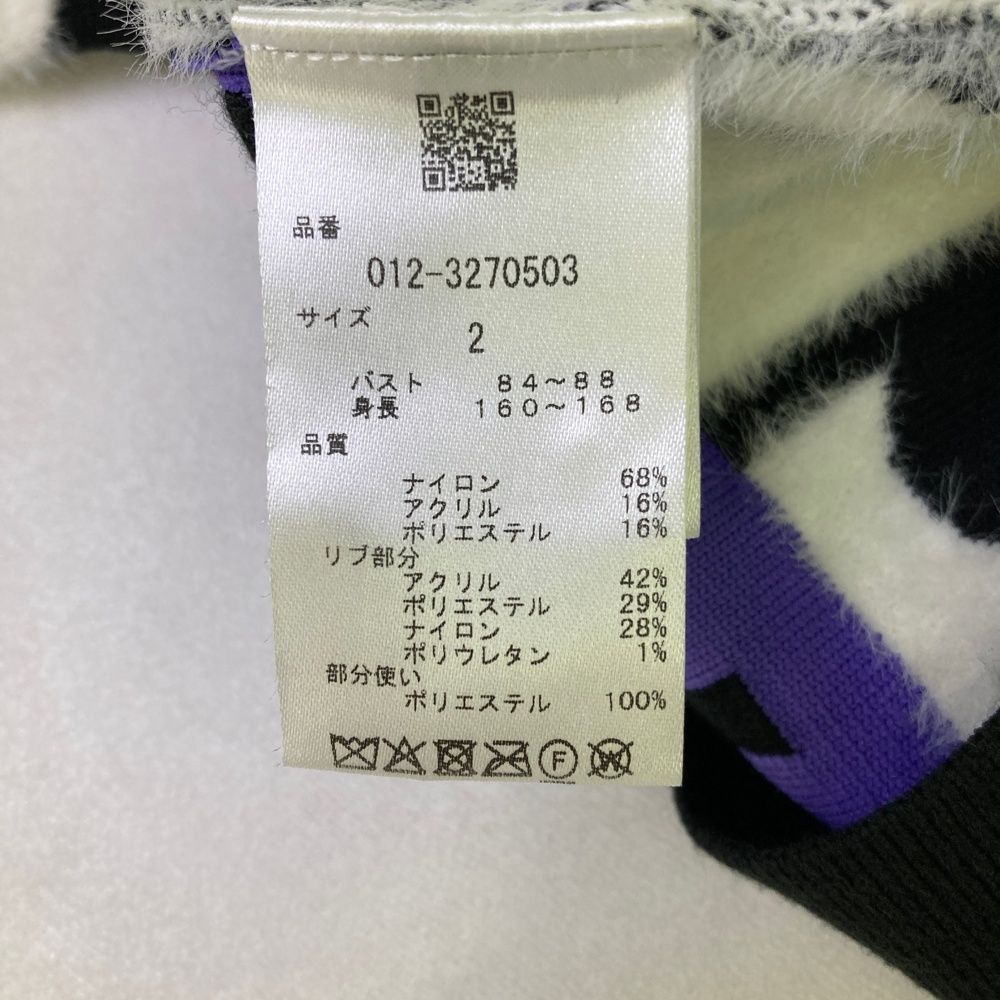 品番
012-3270503
サイズ
2
バスト 84～88
身長 160～168
品質
ナイロン 68%
アクリル 16%
ポリエステル 16%
リブ部分
アクリル 42%
ポリエステル 29%
ナイロン 28%
ポリウレタン 1%
部分使い
ポリエステル 100%
F W